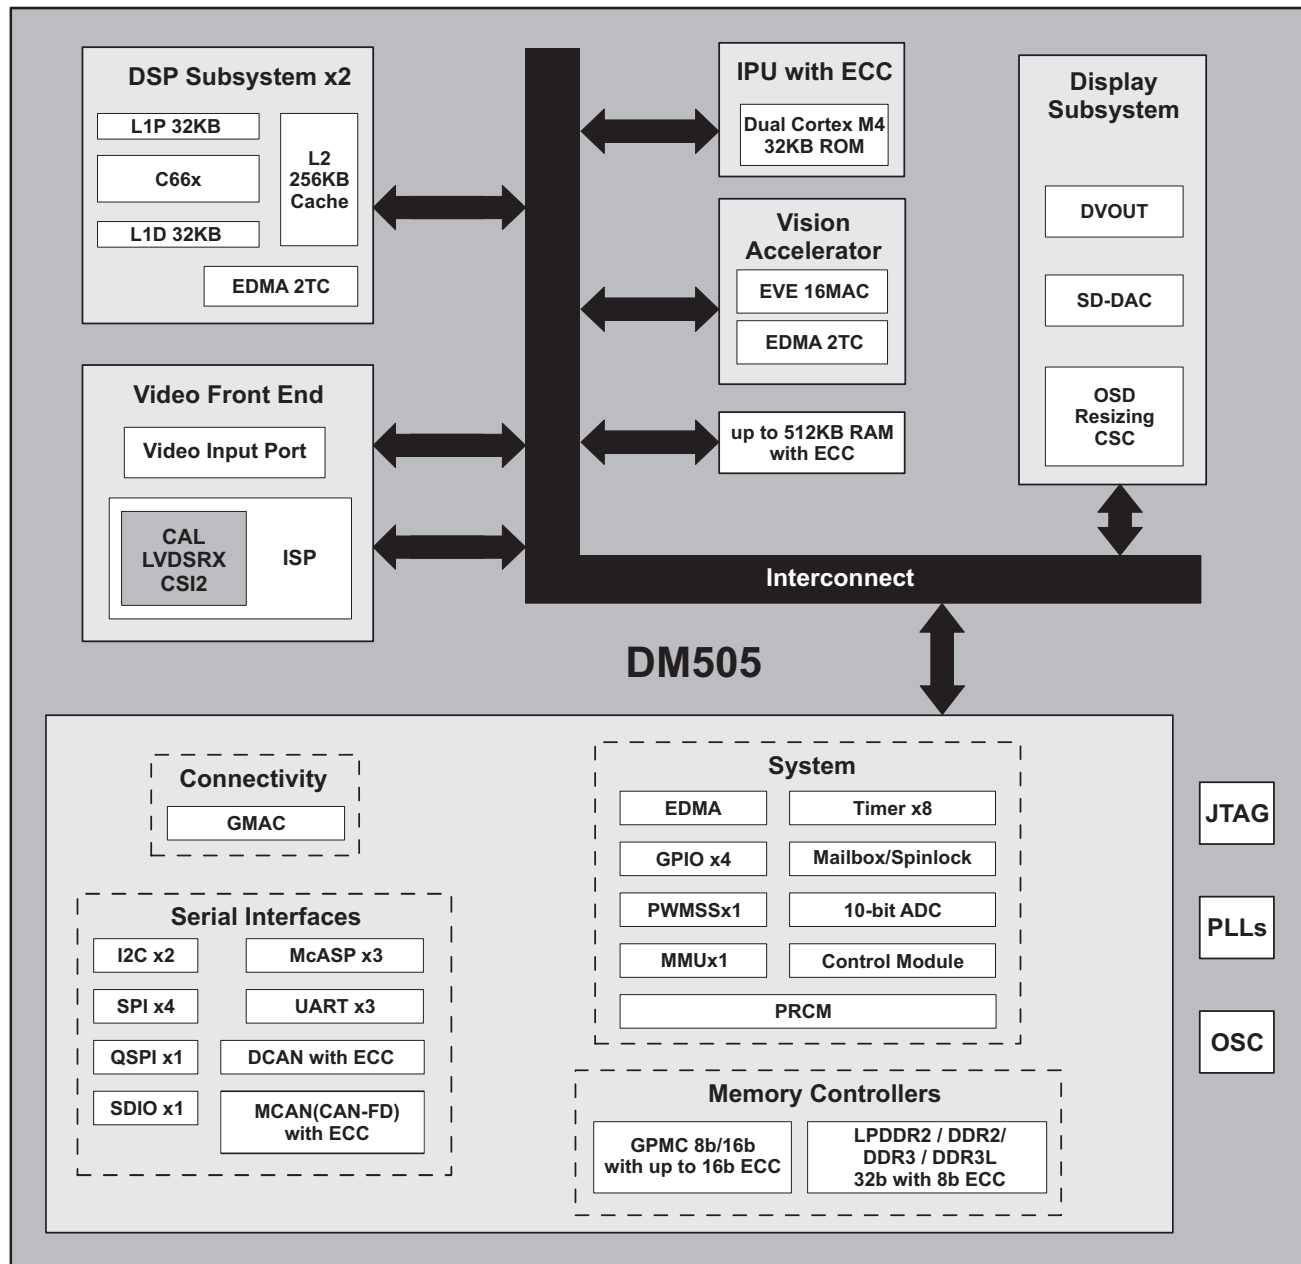 DSP Subsystem x2
L1P 32KB
C66x
L1D 32KB
L2
256KB
Cache
EDMA 2TC
IPU with ECC
Dual Cortex M4
32KB ROM
Vision
Accelerator
EVE 16MAC
EDMA 2TC
up to 512KB RAM
with ECC
Display
Subsystem
DVOUT
SD-DAC
OSD
Resizing
CSC
Video Front End
Video Input Port
CAL
LVDSRX
CSI2
ISP
Interconnect
DM505
Connectivity
GMAC
Serial Interfaces
I2C x2
McASP x3
SPI x4
UART x3
QSPI x1
DCAN with ECC
SDIO x1
MCAN(CAN-FD)
with ECC
System
EDMA
Timer x8
GPIO x4
Mailbox/Spinlock
PWMSSx1
10-bit ADC
MMUx1
Control Module
PRCM
Memory Controllers
GPMC 8b/16b
with up to 16b ECC
LPDDR2 / DDR2/
DDR3 / DDR3L
32b with 8b ECC
JTAG
PLLs
OSC